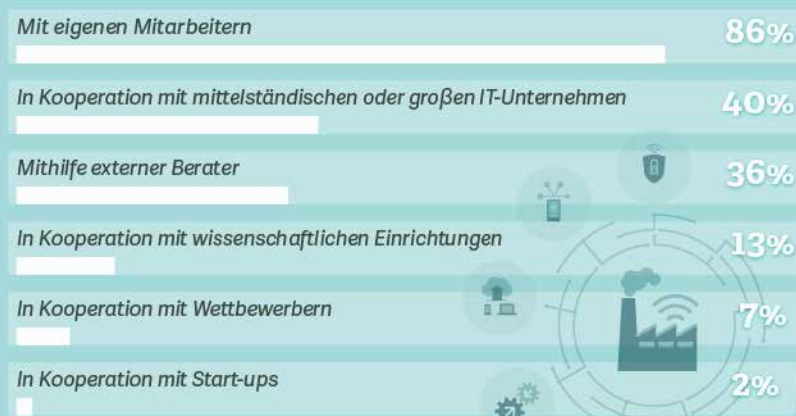 Mit eigenen Mitarbeitern 86%
In Kooperation mit mittelständischen oder großen IT-Unternehmen 40%
Mithilfe externer Berater 36%
In Kooperation mit wissenschaftlichen Einrichtungen 13%
In Kooperation mit Wettbewerbern 7%
In Kooperation mit Start-ups 2%